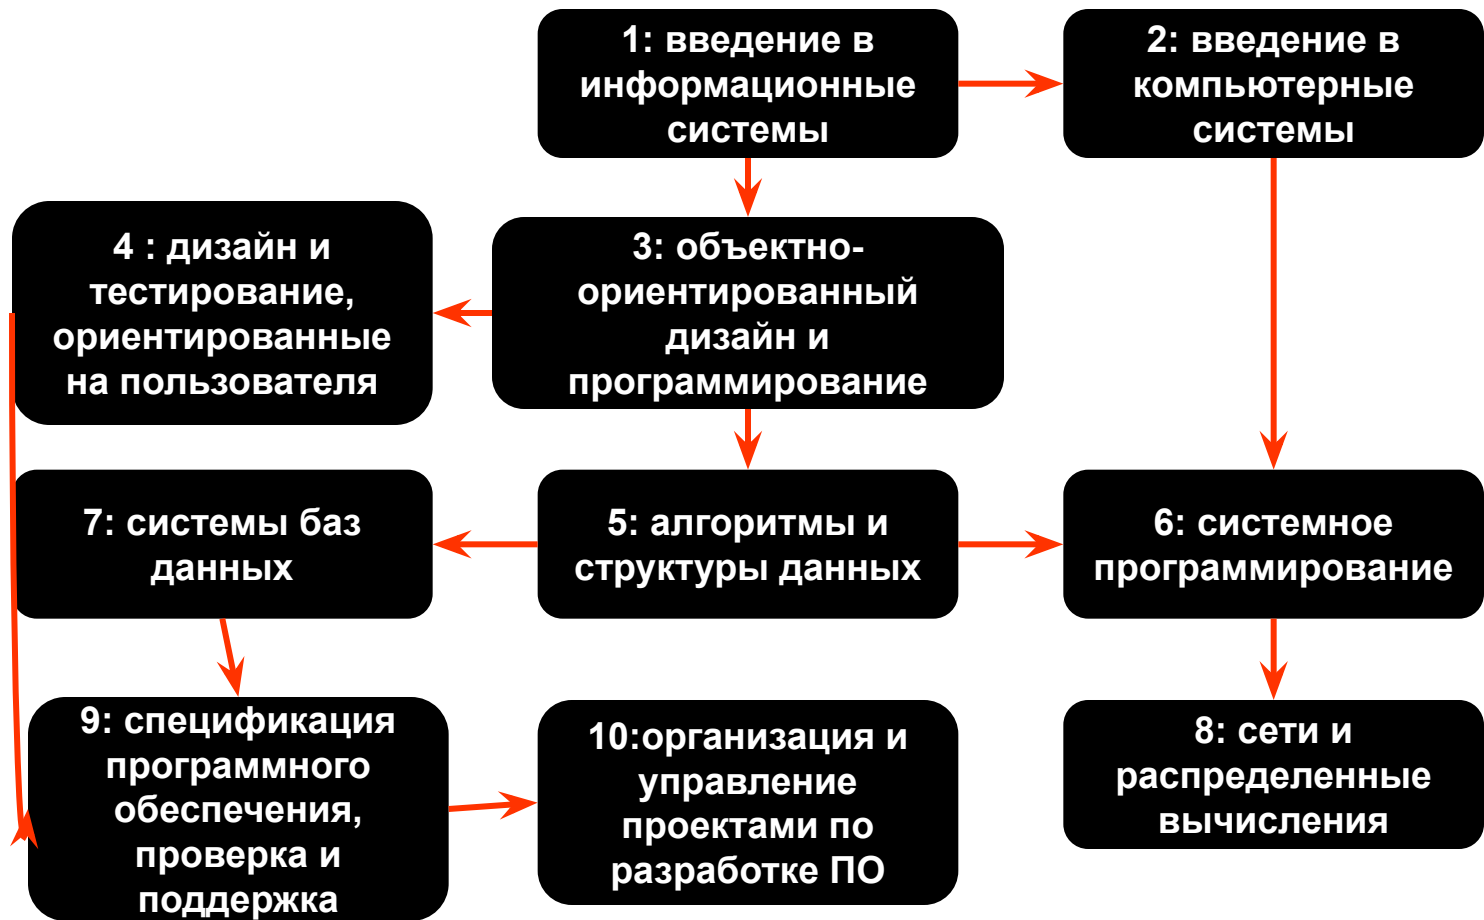 1: введение в
информационные
системы
2: введение в
компьютерные
системы
4 : дизайн и
тестирование,
ориентированные
на пользователя
3: объектно-
ориентированный
дизайн и
программирование
7: системы баз
данных
5: алгоритмы и
структуры данных
6: системное
программирование
9: спецификация
программного
обеспечения,
проверка и
поддержка
10:организация и
управление
проектами по
разработке ПО
8: сети и
распределенные
вычисления